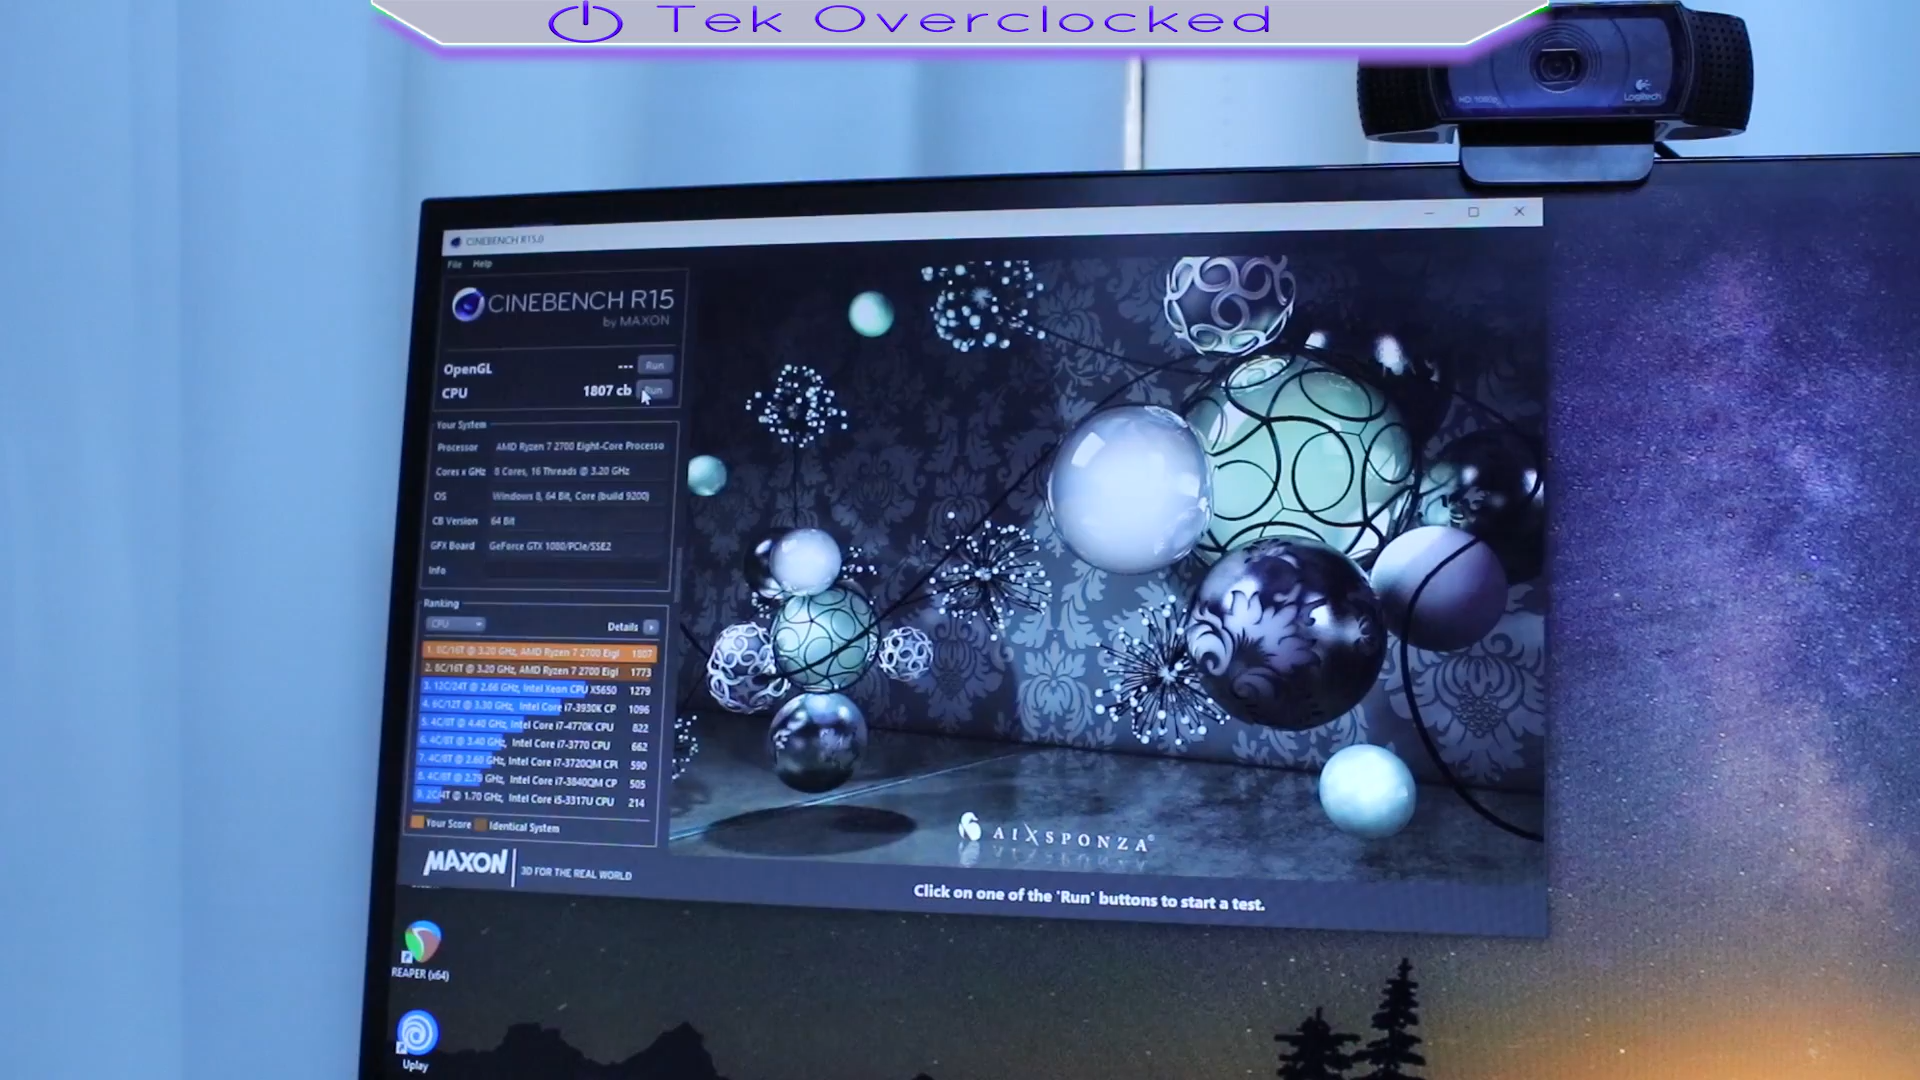 Tek Overclocked
HD 1080p
Logitech
CINEBENCH R15.0
File Help
CINEBENCH R15
by MAXON
OpenGL --- Run
CPU 1807 cb Run
Your System
Processor AMD Ryzen 7 2700 Eight-Core Processo
Cores x GHz 8 Cores, 16 Threads @ 3.20 GHz
OS Windows 8, 64 Bit, Core (build 9200)
CB Version 64 Bit
GFX Board GeForce GTX 1080/PCIe/SSE2
Info
Ranking
CPU Details
1. 8C/16T @ 3.20 GHz, AMD Ryzen 7 2700 Eigl 1807
2. 8C/16T @ 3.20 GHz, AMD Ryzen 7 2700 Eigl 1773
3. 12C/24T @ 2.66 GHz, Intel Xeon CPU X5650 1279
4. 6C/12T @ 3.30 GHz, Intel Core i7-3930K CP 1096
5. 4C/8T @ 4.40 GHz, Intel Core i7-4770K CPU 822
6. 4C/8T @ 3.40 GHz, Intel Core i7-3770 CPU 662
7. 4C/8T @ 2.60 GHz, Intel Core i7-3720QM CPU 590
8. 4C/8T @ 2.79 GHz, Intel Core i7-3840QM CP 505
9. 2C/4T @ 1.70 GHz, Intel Core i5-3317U CPU 214
Your Score Identical System
MAXON 3D FOR THE REAL WORLD
AIXSPONZA®
Click on one of the 'Run' buttons to start a test.
REAPER (x64)
Uplay